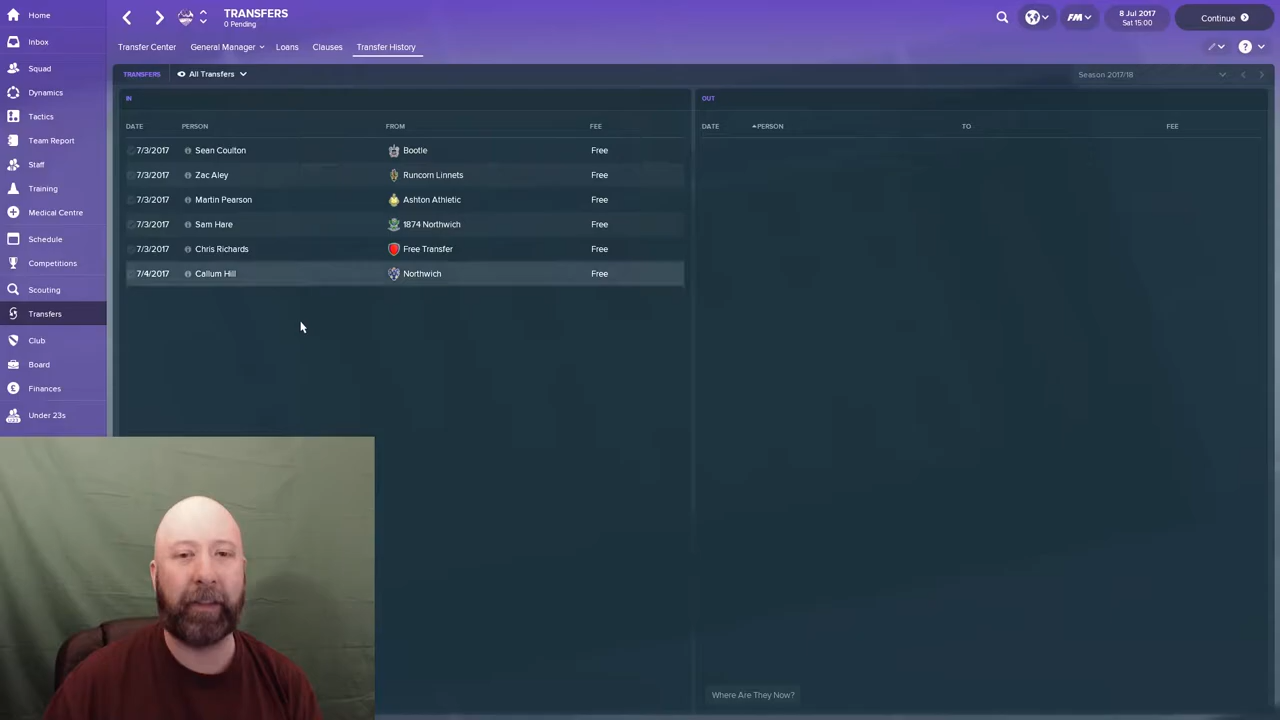 Home
Inbox
Squad
Dynamics
Tactics
Team Report
Staff
Training
Medical Centre
Schedule
Competitions
Scouting
Transfers
Club
Board
Finances
Under 23s
TRANSFERS
0 Pending
FM
8 Jul 2017
Sat 15:00
Continue
Transfer Center General Manager Loans Clauses Transfer History
TRANSFERS All Transfers Season 2017/18
IN
DATE PERSON FROM FEE
7/3/2017 Sean Coulton Bootle Free
7/3/2017 Zac Aley Runcorn Linnets Free
7/3/2017 Martin Pearson Ashton Athletic Free
7/3/2017 Sam Hare 1874 Northwich Free
7/3/2017 Chris Richards Free Transfer Free
7/4/2017 Callum Hill Northwich Free
OUT
DATE PERSON TO FEE
Where Are They Now?